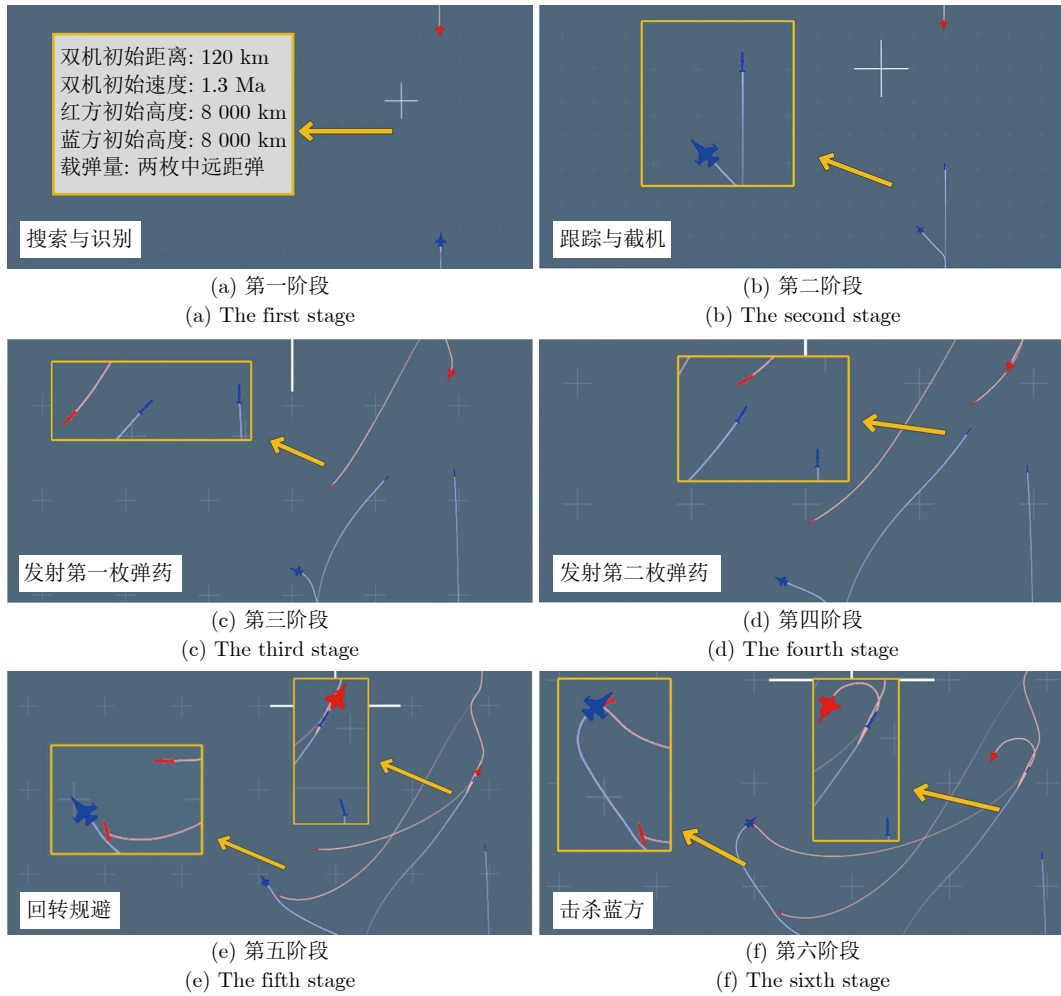 双机初始距离: 120 km
双机初始速度: 1.3 Ma
红方初始高度: 8 000 km
蓝方初始高度: 8 000 km
载弹量: 两枚中远距弹
搜索与识别
跟踪与截机
(a) 第一阶段
(a) The first stage
(b) 第二阶段
(b) The second stage
发射第一枚弹药
发射第二枚弹药
(c) 第三阶段
(c) The third stage
(d) 第四阶段
(d) The fourth stage
回转规避
击杀蓝方
(e) 第五阶段
(e) The fifth stage
(f) 第六阶段
(f) The sixth stage